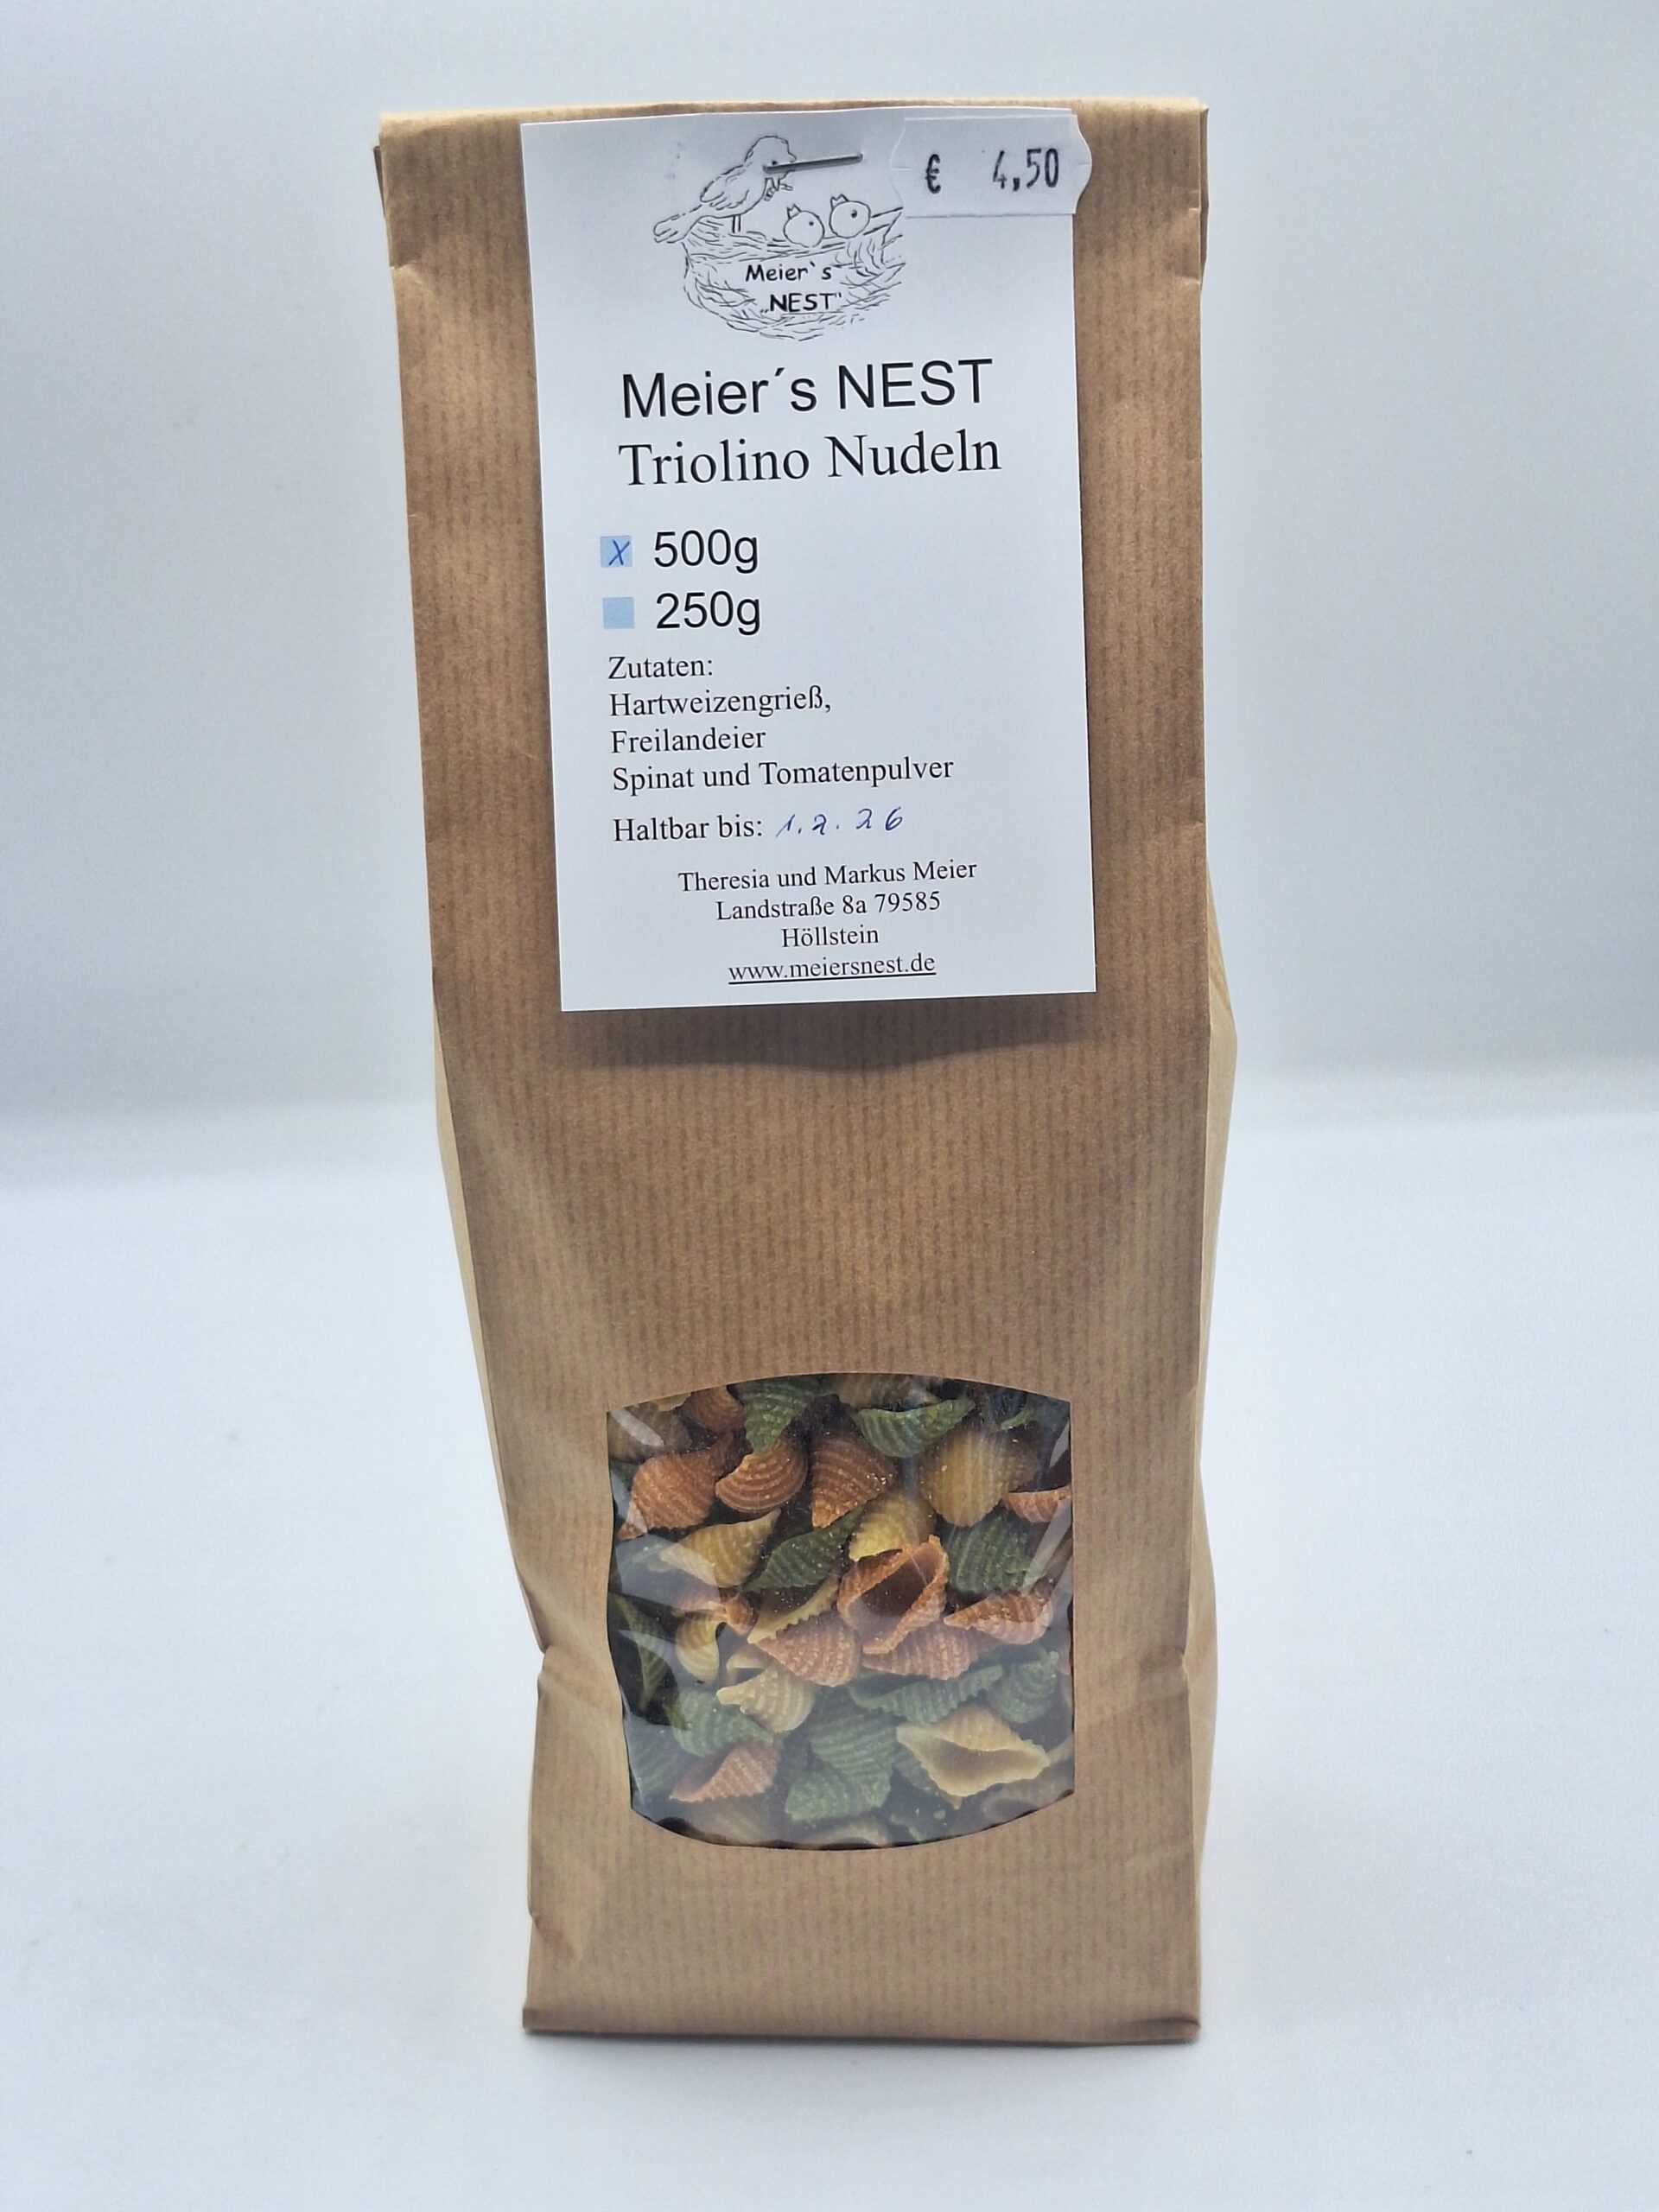 € 4,50
Meier`s
„NEST"
Meier´s NEST
Triolino Nudeln
X 500g
250g
Zutaten:
Hartweizengrieß,
Freilandeier
Spinat und Tomatenpulver
Haltbar bis: 1.2.26
Theresia und Markus Meier
Landstraße 8a 79585
Höllstein
www.meiersnest.de